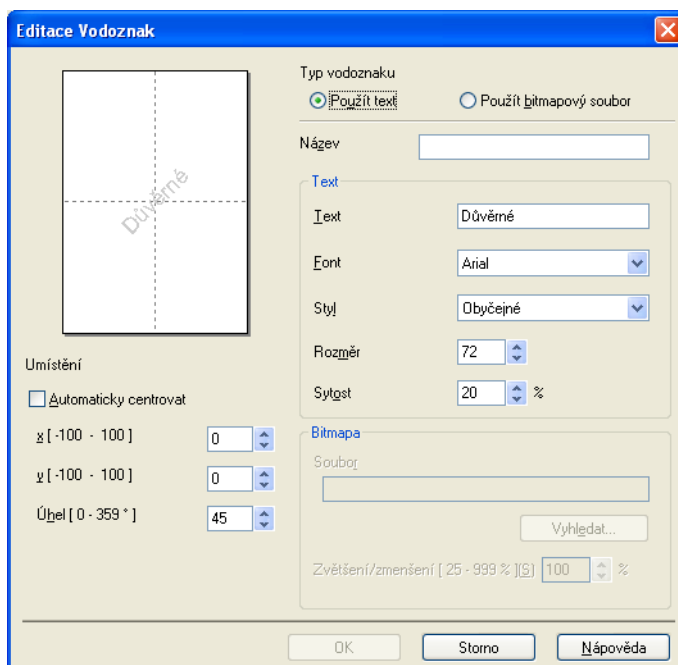 Editace Vodoznak
Důvěrné
Umístění
Automaticky centrovat
x [ -100 - 100 ] 0
y [ -100 - 100 ] 0
Úhel [ 0 - 359 ° ] 45
Typ vodoznaku
Použít text Použít bitmapový soubor
Název
Text
Text Důvěrné
Font Arial
Styl Obyčejné
Rozměr 72
Sytost 20 %
Bitmapa
Soubor
Vyhledat...
Zvětšení/zmenšení [ 25 - 999 % ](S) 100 %
OK Storno Nápověda